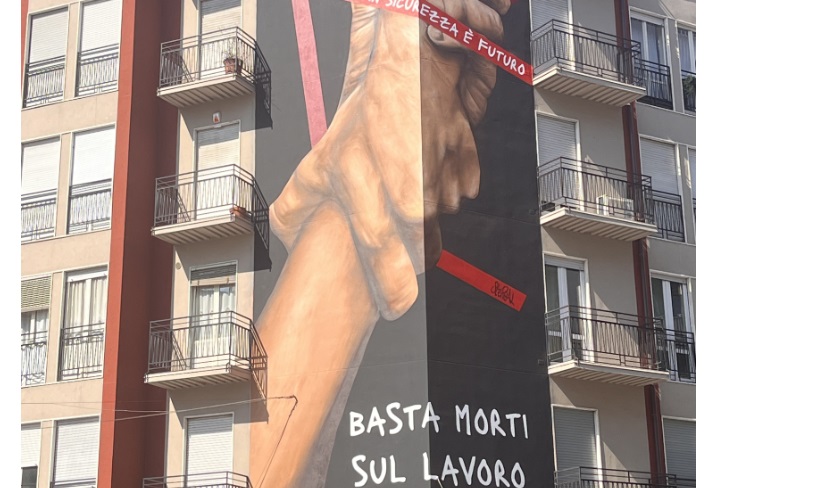 SICUREZZA È FUTURO
BASTA MORTI
SUL LAVORO